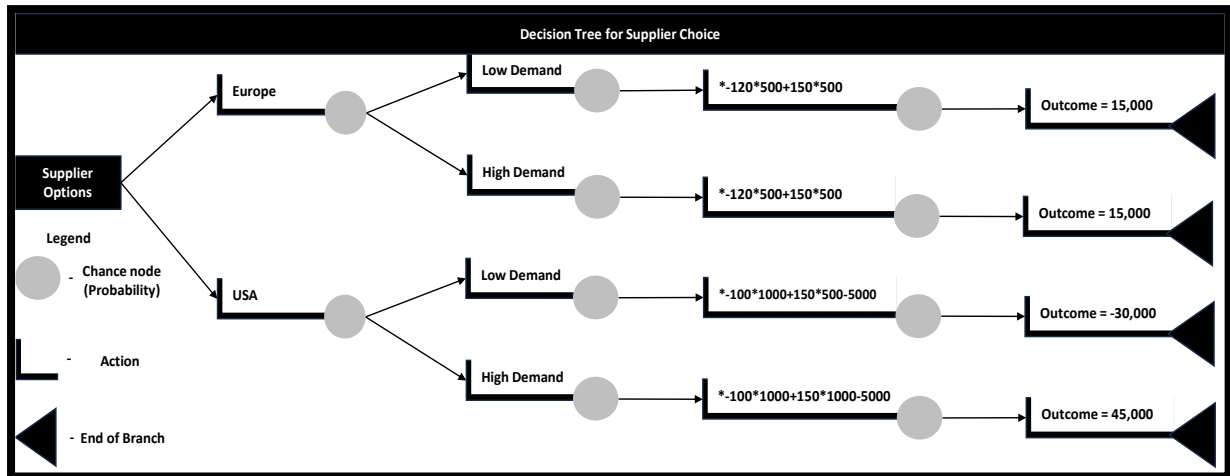 Decision Tree for Supplier Choice
Low Demand
*-120*500+150*500
Europe
Outcome = 15,000
High Demand
*-120*500+150*500
Supplier
Options
Outcome = 15,000
Legend
Chance node
(Probability)
-
Low Demand
*-100*1000+150*500-5000
USA
Outcome = -30,000
- Action
High Demand
*-100*1000+150*1000-5000
Outcome = 45,000
- End of Branch